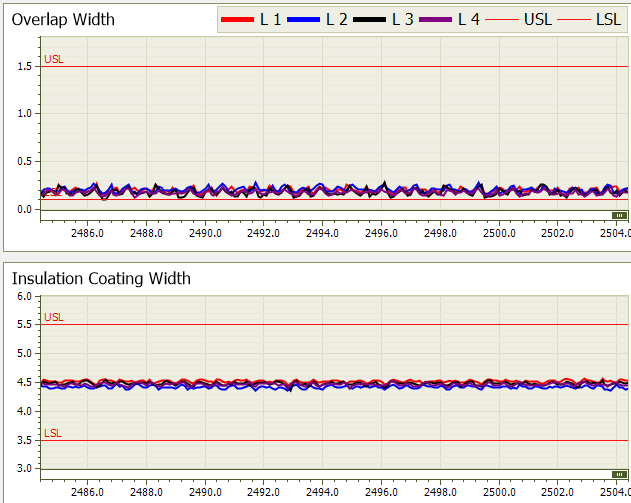 Overlap Width
L 1 L 2 L 3 L 4 USL LSL
USL
1.5
1.0
0.5
0.0
2486.0 2488.0 2490.0 2492.0 2494.0 2496.0 2498.0 2500.0 2502.0 2504.0
Insulation Coating Width
6.0
USL
5.5
5.0
4.5
4.0
LSL
3.5
3.0
2486.0 2488.0 2490.0 2492.0 2494.0 2496.0 2498.0 2500.0 2502.0 2504.0